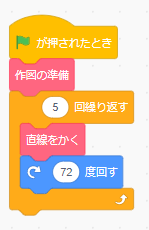 が押されたとき
作図の準備
5 回繰り返す
直線をかく
72 度回す